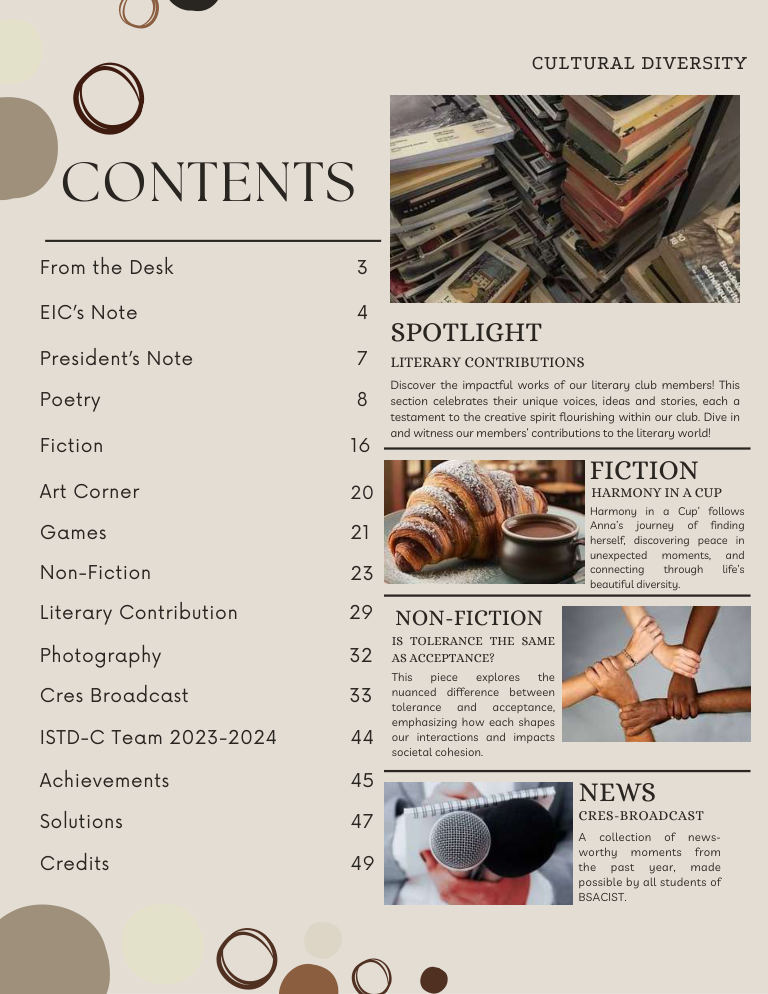 CULTURAL DIVERSITY
CONTENTS
From the Desk 3
EIC's Note 4
President's Note 7
Poetry 8
Fiction 16
Art Corner 20
Games 21
Non-Fiction 23
Literary Contribution 29
Photography 32
Cres Broadcast 33
ISTD-C Team 2023-2024 44
Achievements 45
Solutions 47
Credits 49
SPOTLIGHT
LITERARY CONTRIBUTIONS
Discover the impactful works of our literary club members! This
section celebrates their unique voices, ideas and stories, each a
testament to the creative spirit flourishing within our club. Dive in
and witness our members' contributions to the literary world!
FICTION
HARMONY IN A CUP
Harmony in a Cup' follows
Anna's journey of finding
herself, discovering peace in
unexpected moments, and
connecting through life's
beautiful diversity.
NON-FICTION
IS TOLERANCE THE SAME
AS ACCEPTANCE?
This piece explores the
nuanced difference between
tolerance and acceptance,
emphasizing how each shapes
our interactions and impacts
societal cohesion.
NEWS
CRES-BROADCAST
A collection of news-
worthy moments from
the past year, made
possible by all students of
BSACIST.